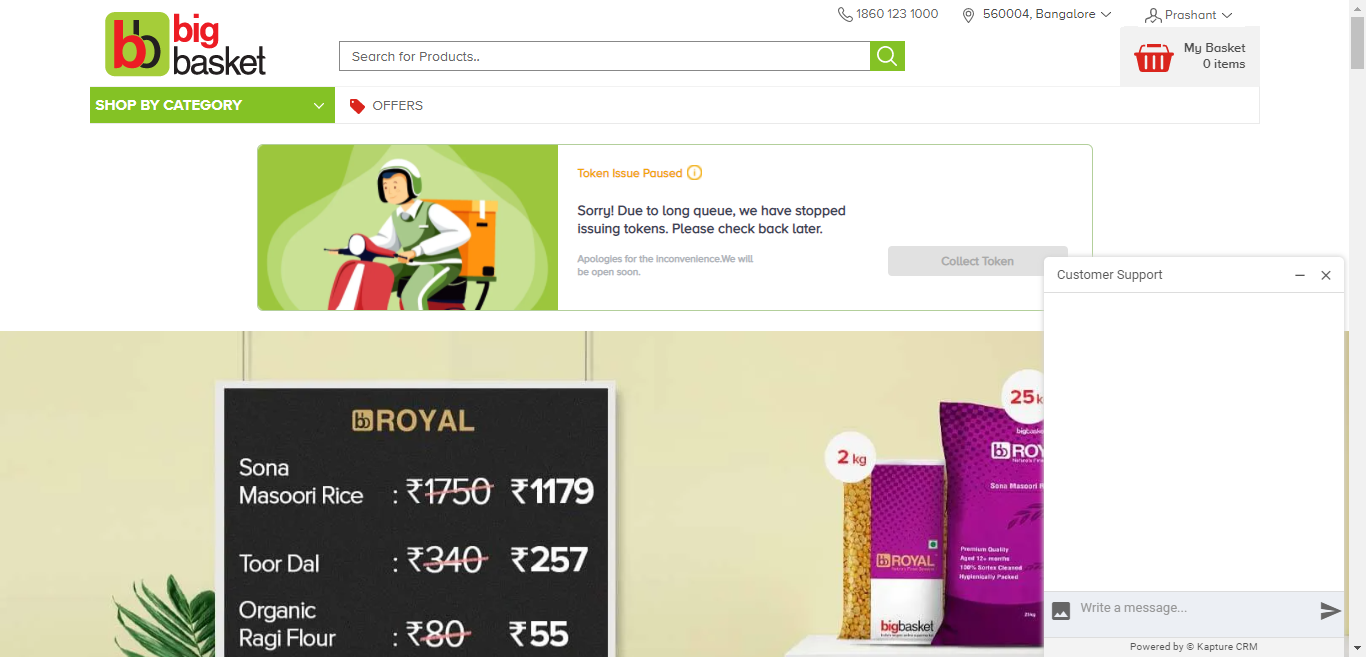 big
basket
bb
1860 123 1000
560004, Bangalore
Prashant
Search for Products..
My Basket
0 items
SHOP BY CATEGORY
OFFERS
Token Issue Paused
Sorry! Due to long queue, we have stopped
issuing tokens. Please check back later.
Apologies for the inconvenience.We will
be open soon.
Collect Token
Customer Support
bb ROYAL
Sona
Masoori Rice : ₹1750 ₹1179
Toor Dal : ₹340 ₹257
Organic
Ragi Flour : ₹80 ₹55
2 kg
25 k
bb ROYAL
bigbasket
bb ROY
Sona Masoori R
Premium Quality
Aged 12+ months
100% Sortex Cleaned
Hygienically Packed
Write a message...
Powered by © Kapture CRM